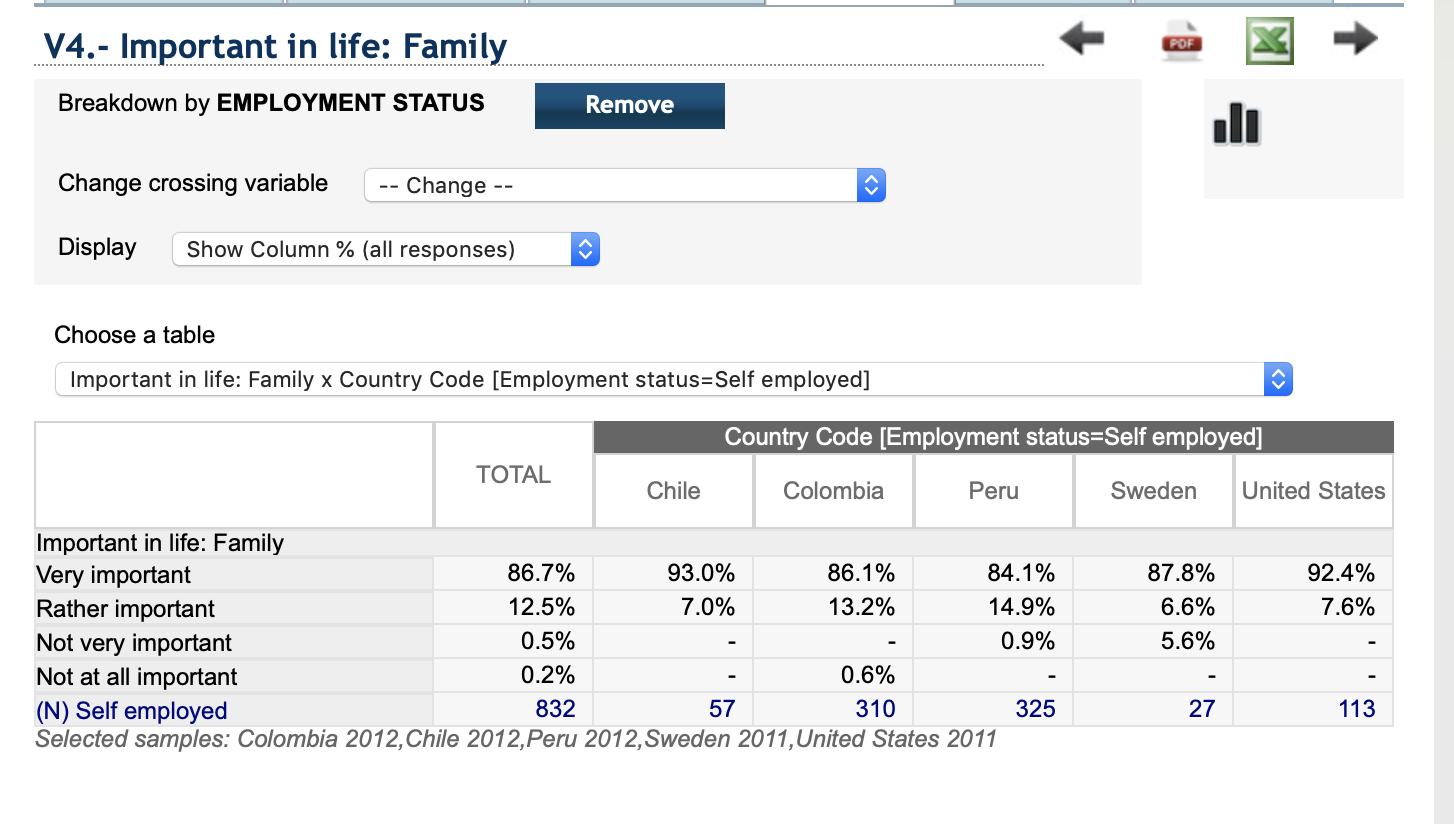 V4.- Important in life: Family
PDF
Breakdown by EMPLOYMENT STATUS Remove
Change crossing variable -- Change --
Display Show Column % (all responses)
Choose a table
Important in life: Family x Country Code [Employment status=Self employed]
Country Code [Employment status=Self employed]
TOTAL Chile Colombia Peru Sweden United States
Important in life: Family
Very important 86.7% 93.0% 86.1% 84.1% 87.8% 92.4%
Rather important 12.5% 7.0% 13.2% 14.9% 6.6% 7.6%
Not very important 0.5% - - 0.9% 5.6% -
Not at all important 0.2% - 0.6% - - -
(N) Self employed 832 57 310 325 27 113
Selected samples: Colombia 2012,Chile 2012,Peru 2012,Sweden 2011,United States 2011